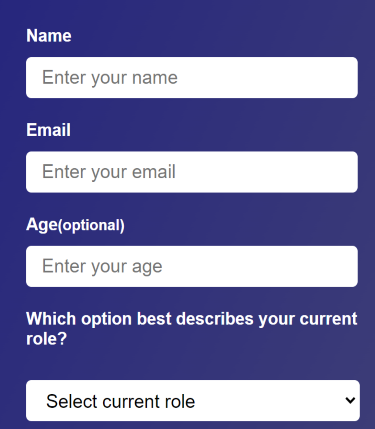 Name
Enter your name
Email
Enter your email
Age(optional)
Enter your age
Which option best describes your current
role?
Select current role